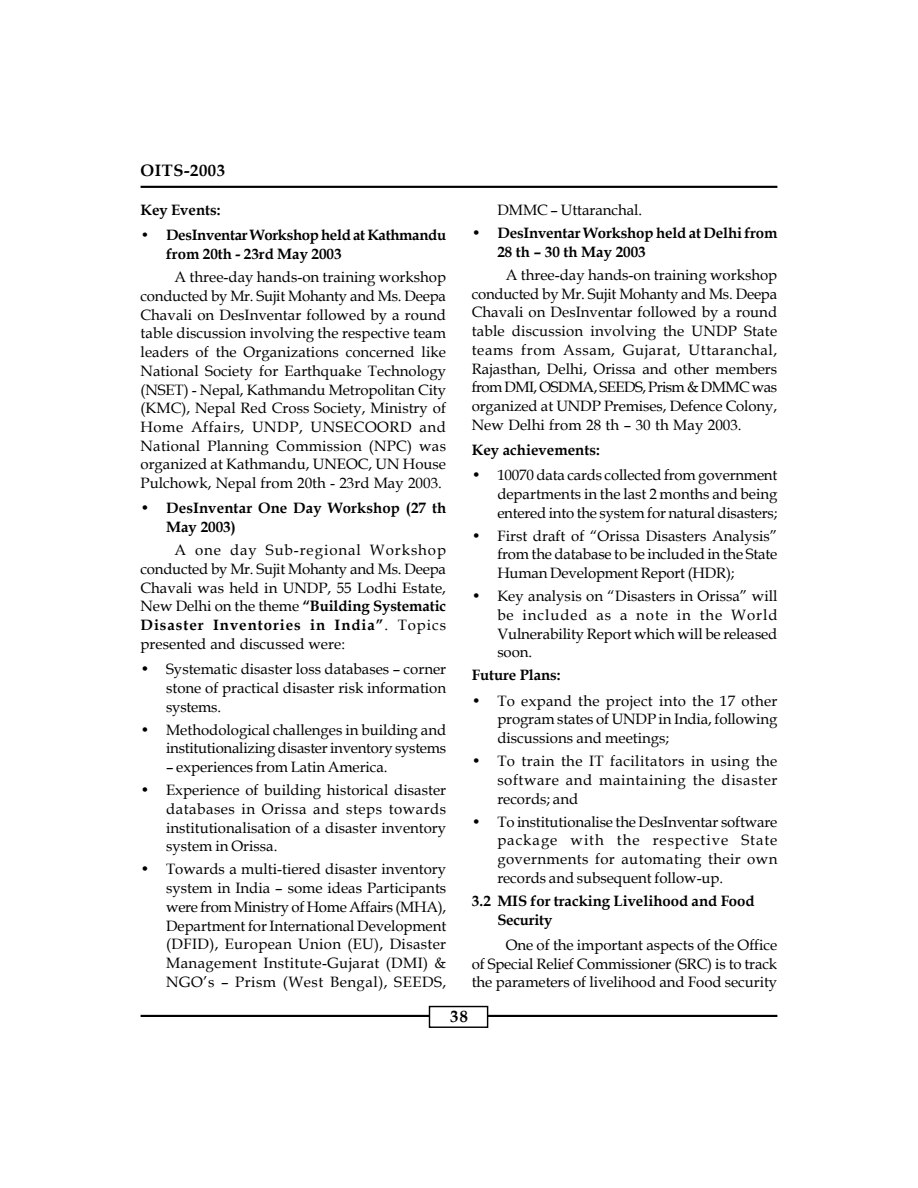 OITS-2003
Key Events:
• DesInventar Workshop held at Kathmandu
from 20th - 23rd May 2003
A three-day hands-on training workshop
conducted by Mr. Sujit Mohanty and Ms. Deepa
Chavali on DesInventar followed by a round
table discussion involving the respective team
leaders of the Organizations concerned like
National Society for Earthquake Technology
(NSET) - Nepal, Kathmandu Metropolitan City
(KMC), Nepal Red Cross Society, Ministry of
Home Affairs, UNDP, UNSECOORD and
National Planning Commission (NPC) was
organized at Kathmandu, UNEOC, UN House
Pulchowk, Nepal from 20th - 23rd May 2003.
• DesInventar One Day Workshop (27 th
May 2003)
A one day Sub-regional Workshop
conducted by Mr. Sujit Mohanty and Ms. Deepa
Chavali was held in UNDP, 55 Lodhi Estate,
New Delhi on the theme “Building Systematic
Disaster Inventories in India”. Topics
presented and discussed were:
• Systematic disaster loss databases – corner
stone of practical disaster risk information
systems.
• Methodological challenges in building and
institutionalizing disaster inventory systems
– experiences from Latin America.
• Experience of building historical disaster
databases in Orissa and steps towards
institutionalisation of a disaster inventory
system in Orissa.
• Towards a multi-tiered disaster inventory
system in India – some ideas Participants
were from Ministry of Home Affairs (MHA),
Department for International Development
(DFID), European Union (EU), Disaster
Management Institute-Gujarat (DMI) &
NGO’s – Prism (West Bengal), SEEDS,
DMMC – Uttaranchal.
• DesInventar Workshop held at Delhi from
28 th – 30 th May 2003
A three-day hands-on training workshop
conducted by Mr. Sujit Mohanty and Ms. Deepa
Chavali on DesInventar followed by a round
table discussion involving the UNDP State
teams from Assam, Gujarat, Uttaranchal,
Rajasthan, Delhi, Orissa and other members
from DMI, OSDMA, SEEDS, Prism & DMMC was
organized at UNDP Premises, Defence Colony,
New Delhi from 28 th – 30 th May 2003.
Key achievements:
• 10070 data cards collected from government
departments in the last 2 months and being
entered into the system for natural disasters;
• First draft of “Orissa Disasters Analysis”
from the database to be included in the State
Human Development Report (HDR);
• Key analysis on “Disasters in Orissa” will
be included as a note in the World
Vulnerability Report which will be released
soon.
Future Plans:
• To expand the project into the 17 other
program states of UNDP in India, following
discussions and meetings;
• To train the IT facilitators in using the
software and maintaining the disaster
records; and
• To institutionalise the DesInventar software
package with the respective State
governments for automating their own
records and subsequent follow-up.
3.2 MIS for tracking Livelihood and Food
Security
One of the important aspects of the Office
of Special Relief Commissioner (SRC) is to track
the parameters of livelihood and Food security
38